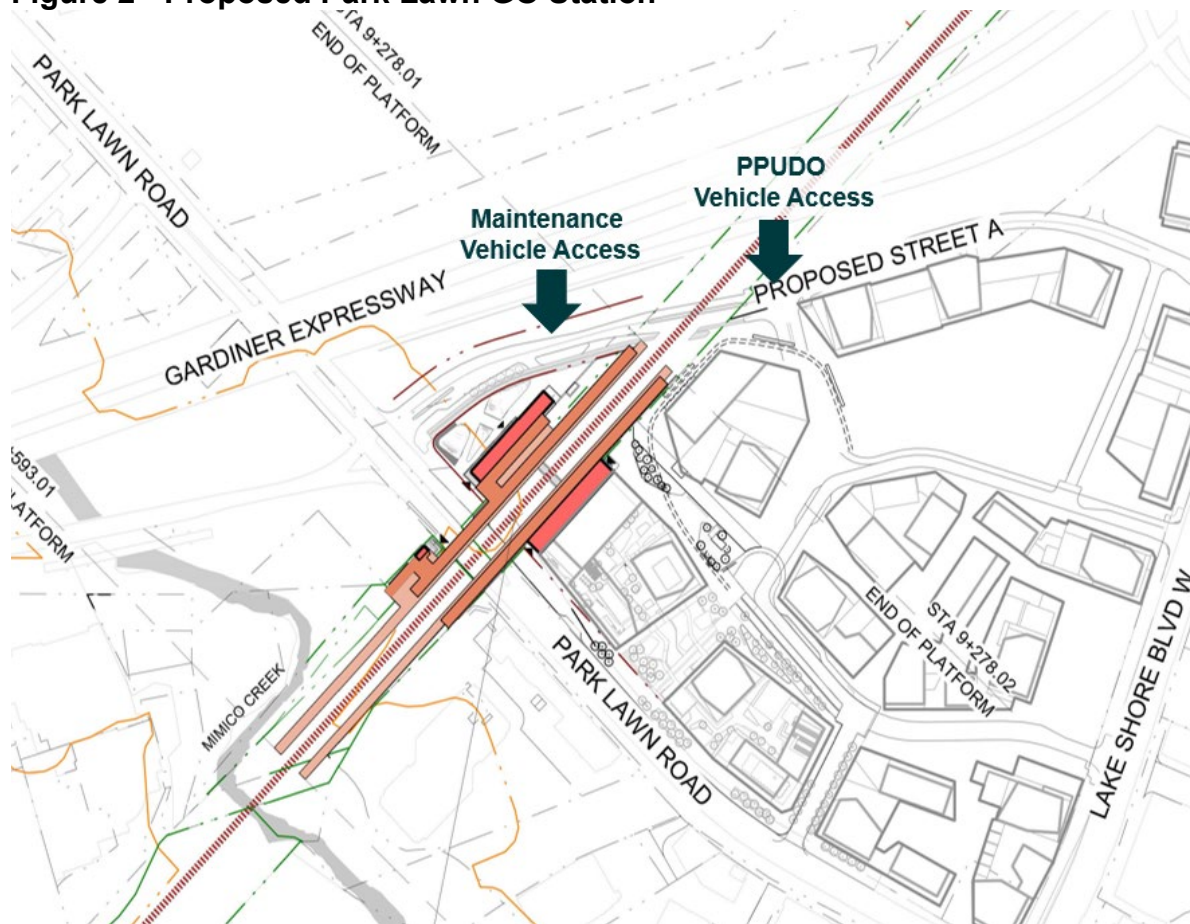 Figure 2 - Proposed Park Lawn GO Station
STA 9+278.01
END OF PLATFORM
PARK LAWN ROAD
PPUDO
Vehicle Access
Maintenance
Vehicle Access
PROPOSED STREET A
GARDINER EXPRESSWAY
593.01
LATFORM
STA 9+278.02
END OF PLATFORM
MIMICO CREEK
PARK LAWN ROAD
LAKE SHORE BLVD W